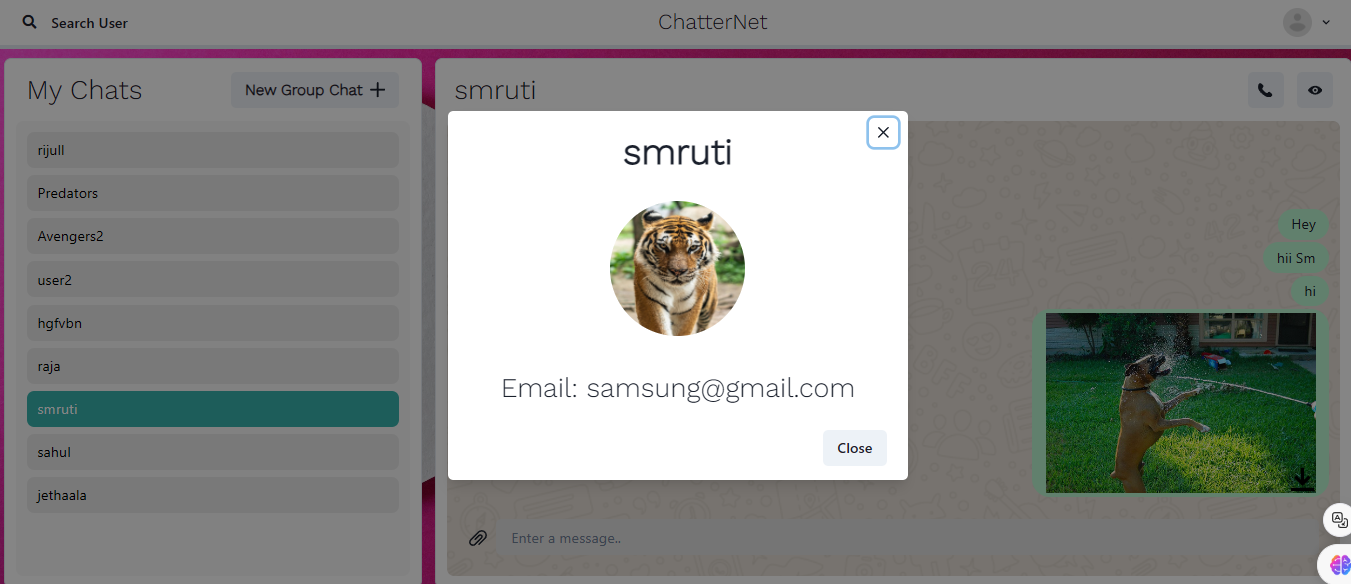 Search User
ChatterNet
My Chats
New Group Chat
rijull
Predators
Avengers2
user2
hgfvbn
raja
smruti
sahul
jethaala
smruti
smruti
Email: samsung@gmail.com
Close
Hey
hii Sm
hi
Enter a message..